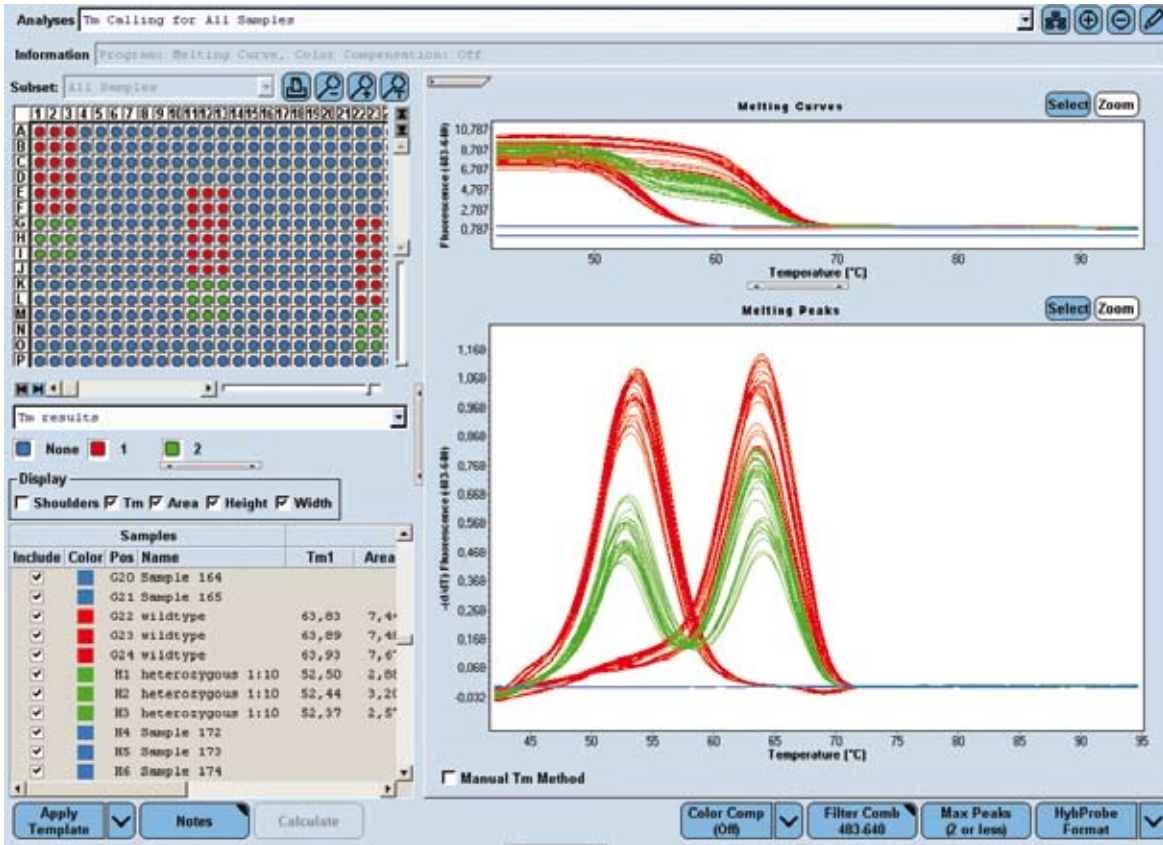 Analyses Tm Calling for All Samples
Information Program: Melting Curve, Color Compensation: Off
Subset: All Samples
1 2 3 4 5 6 7 8 9 10 11 12 13 14 15 16 17 18 19 20 21 22 23
A
B
C
D
E
F
G
H
I
J
K
L
M
N
O
P
Tm results
None 1 2
Display
Shoulders Tm Area Height Width
Samples
Include Color Pos Name Tm1 Area
G20 Sample 164
G21 Sample 165
G22 wildtype 63,83
G23 wildtype 63,89
G24 wildtype 63,93
H1 heterozygous 1:10 52,50
H2 heterozygous 1:10 52,44
H3 heterozygous 1:10 52,37
H4 Sample 172
H5 Sample 173
H6 Sample 174
Apply Template
Notes
Calculate
Melting Curves
Select Zoom
Fluorescence (483-640)
10,787
8,787
6,787
4,787
2,787
0,787
50 60 70 80 90
Temperature [°C]
Melting Peaks
Select Zoom
-(d/dT) Fluorescence (483-640)
1,168
1,068
0,968
0,868
0,768
0,668
0,568
0,468
0,368
0,268
0,168
0,068
-0,032
45 50 55 60 65 70 75 80 85 90 95
Temperature [°C]
Manual Tm Method
Color Comp (Off)
Filter Comb 483-640
Max Peaks (2 or less)
HybProbe Format